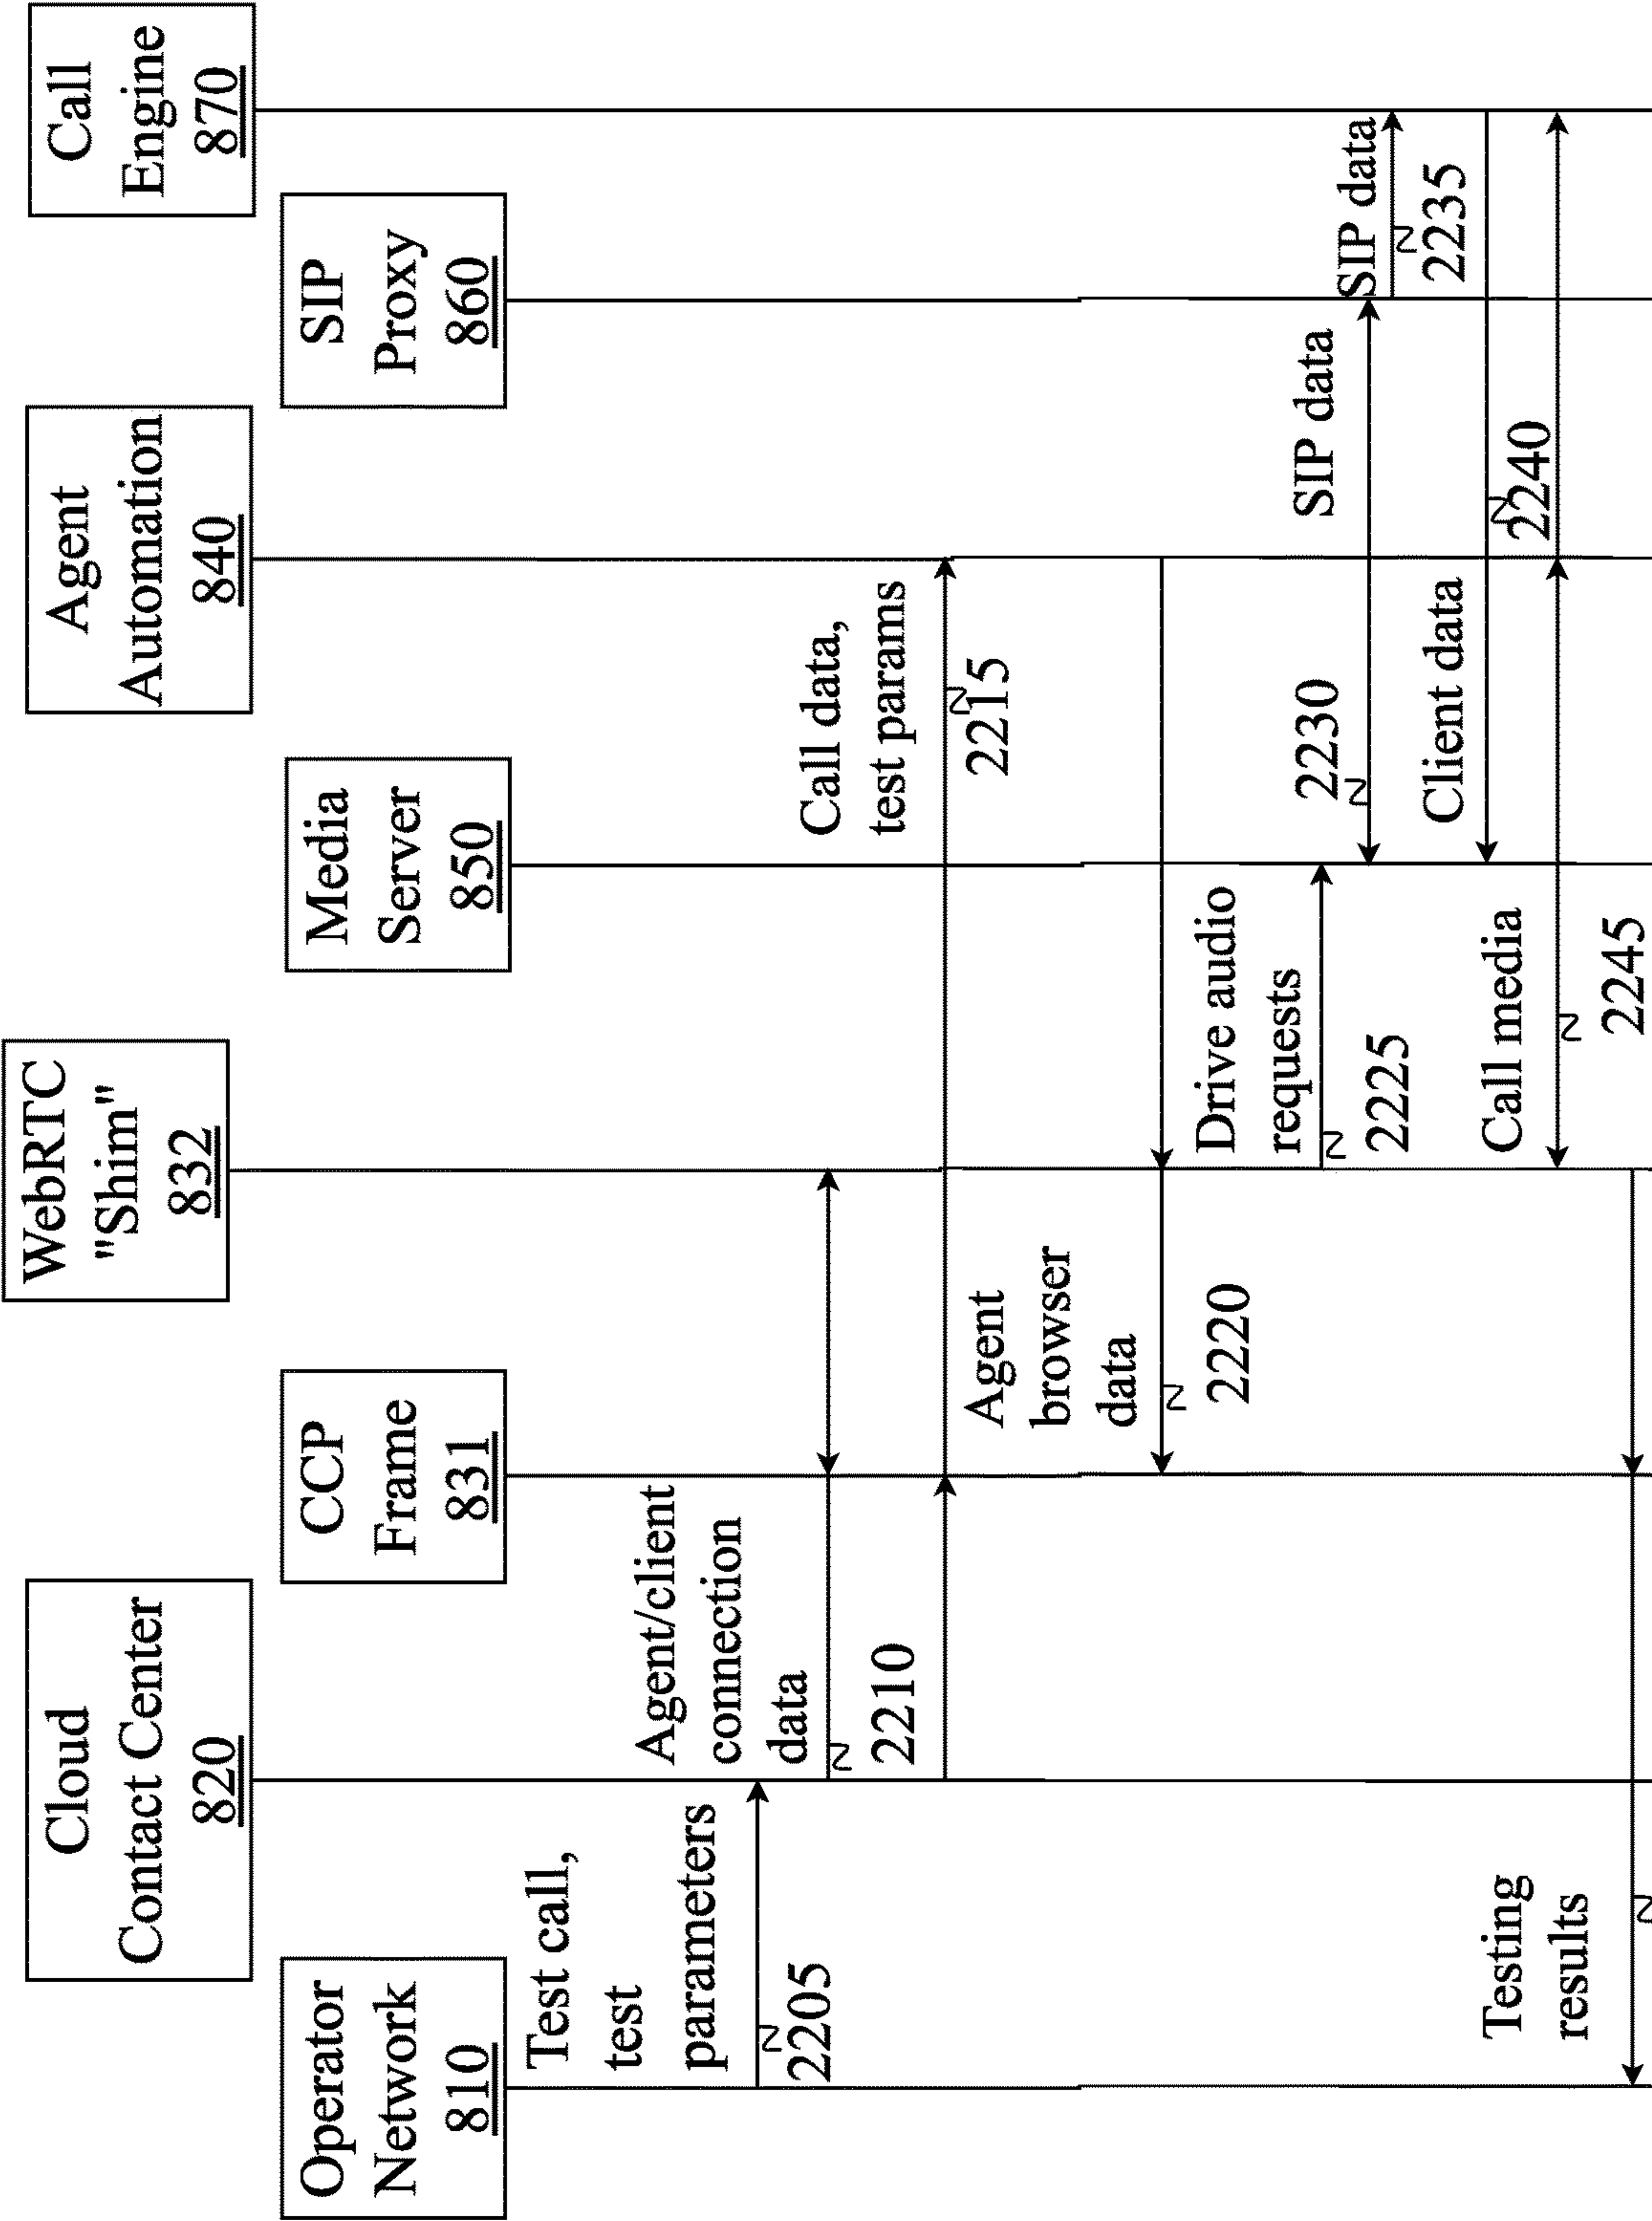 Operator
Network
810
Cloud
Contact Center
820
CCP
Frame
831
WebRTC
"Shim"
832
Media
Server
850
Agent
Automation
840
SIP
Proxy
860
Call
Engine
870
Test call,
test
parameters
2205
Agent/client
connection
data
2210
Call data,
test params
2215
Agent
browser
data
2220
Drive audio
requests
2225
SIP data
2230
SIP data
2235
Client data
2240
Call media
2245
Testing
results